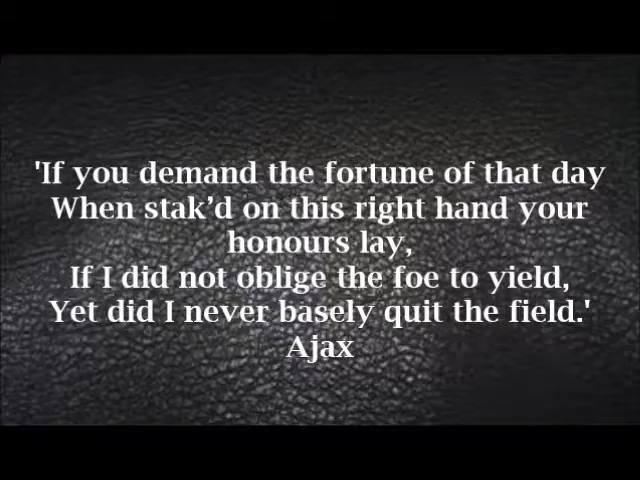 'If you demand the fortune of that day
When stak’d on this right hand your
honours lay,
If I did not oblige the foe to yield,
Yet did I never basely quit the field.'
Ajax